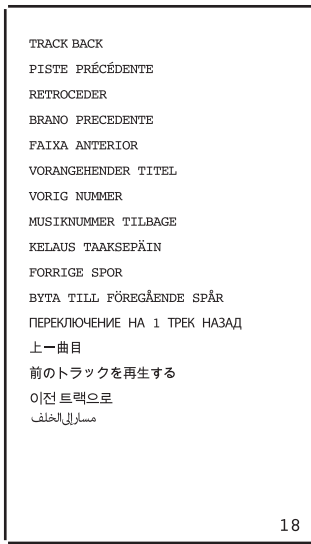 TRACK BACK
PISTE PRÉCÉDENTE
RETROCEDER
BRANO PRECEDENTE
FAIXA ANTERIOR
VORANGEHENDER TITEL
VORIG NUMMER
MUSIKNUMMER TILBAGE
KELAUS TAAKSEPÄIN
FORRIGE SPOR
BYTA TILL FÖREGÅENDE SPÅR
ПЕРЕКЛЮЧЕНИЕ НА 1 ТРЕК НАЗАД
上一曲目
前のトラックを再生する
이전 트랙으로
مسار إلى الخلف
18